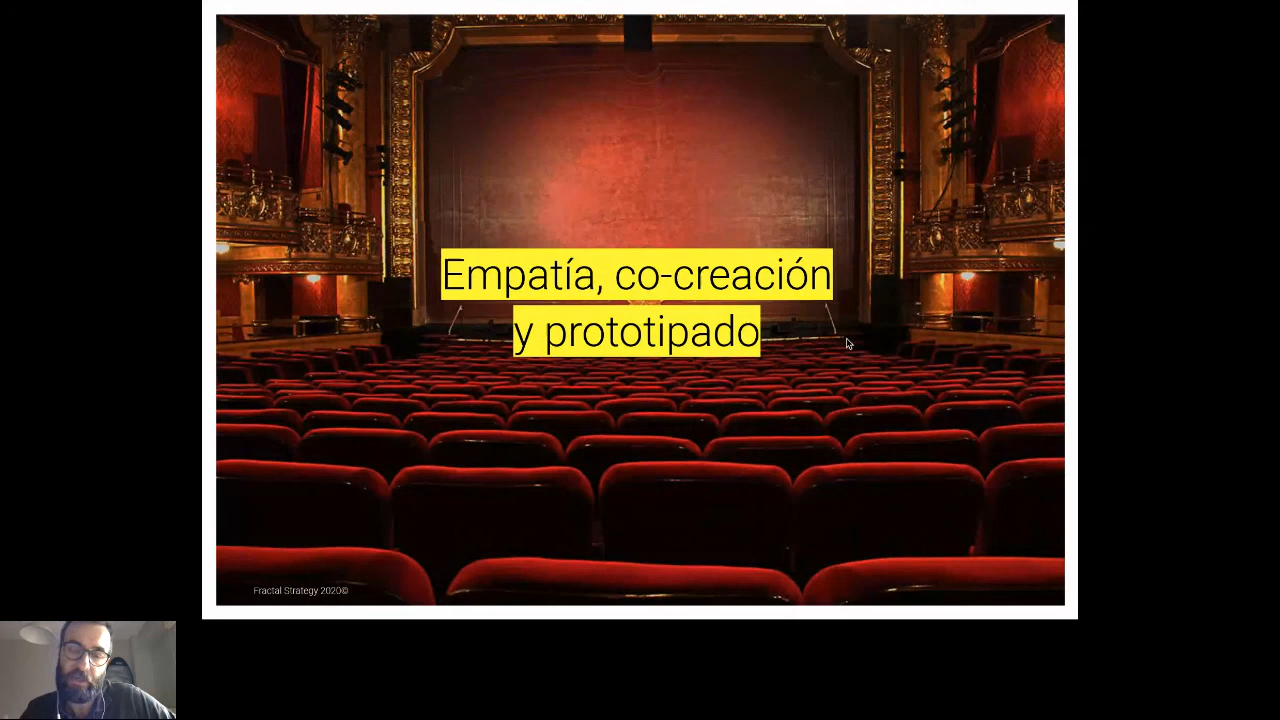 Empatía, co-creación
y prototipado
Fractal Strategy 2020©